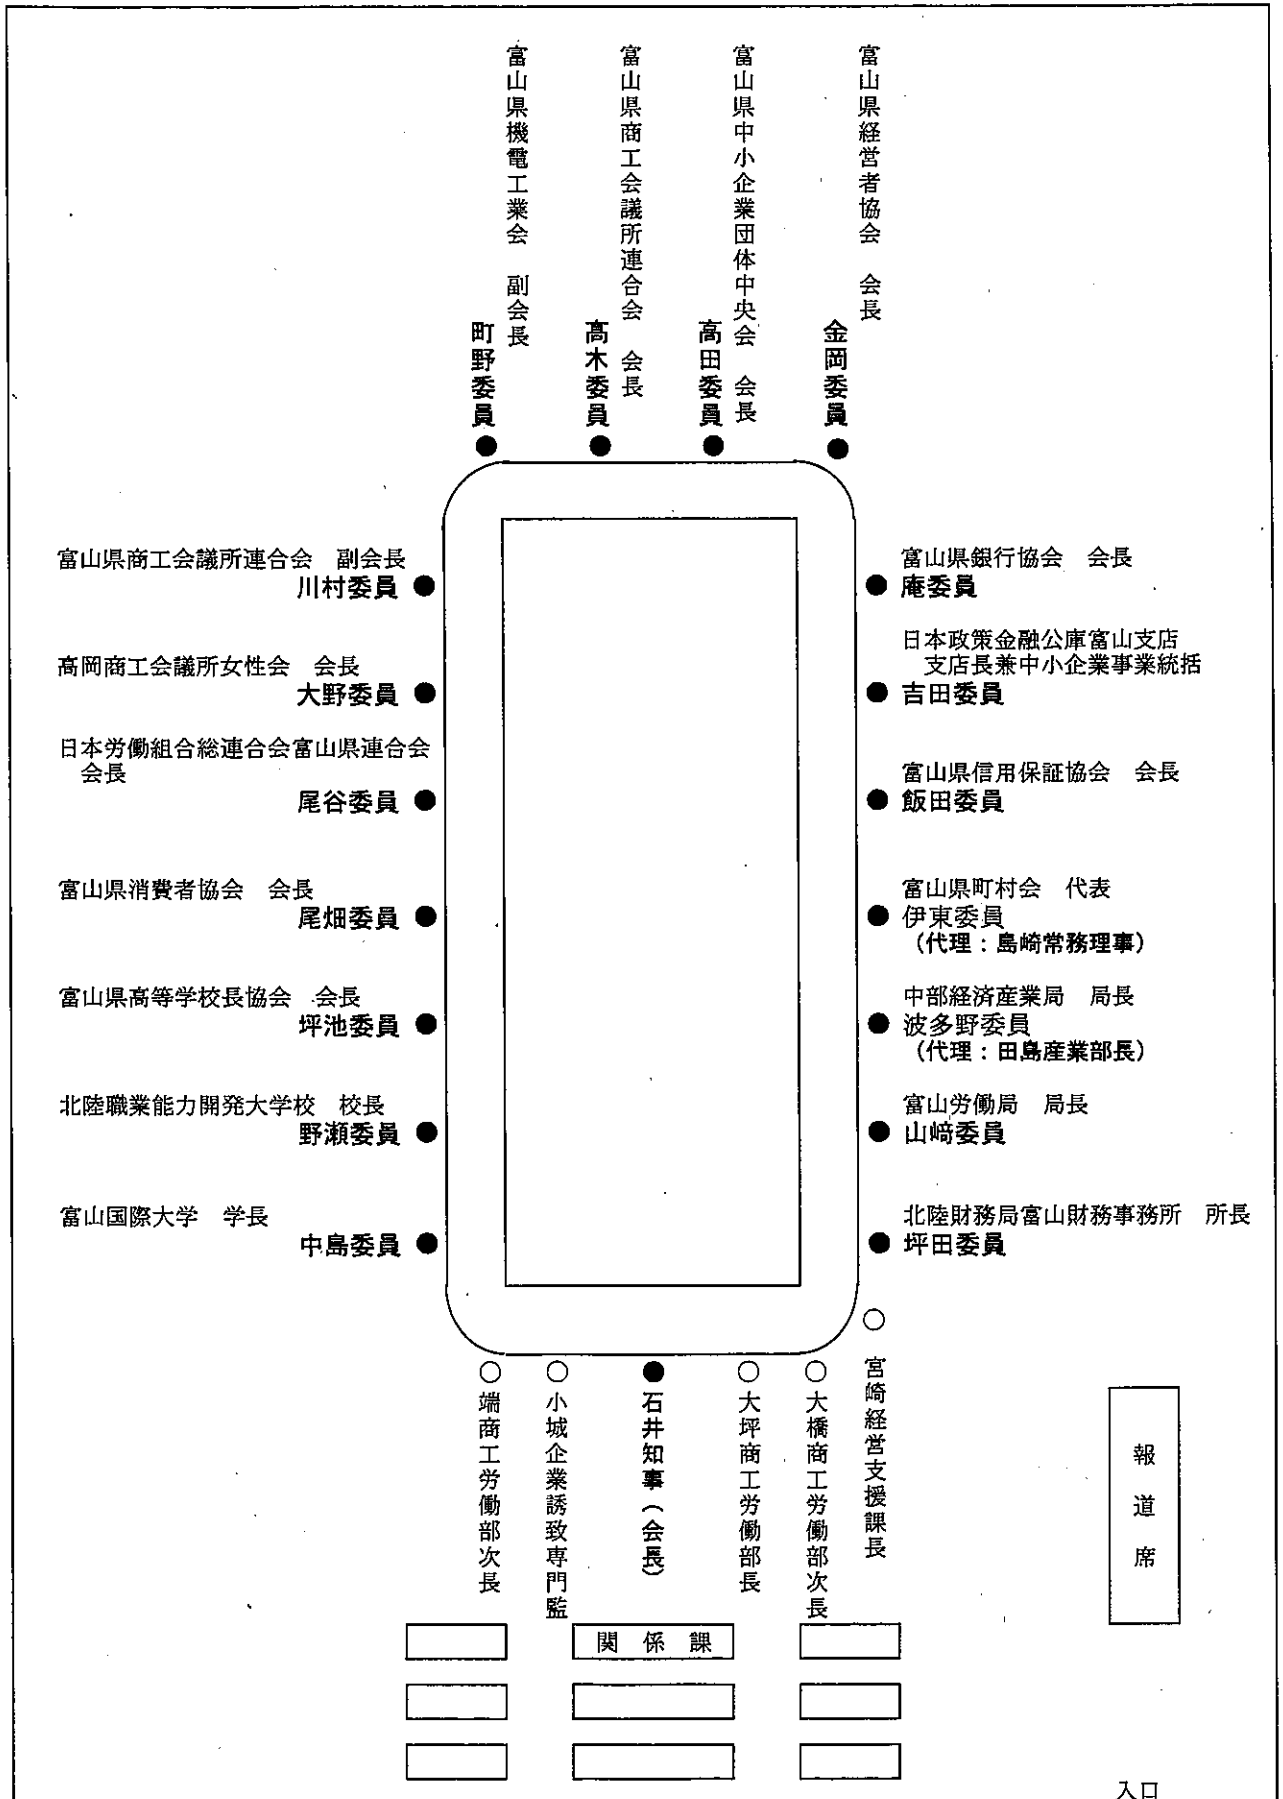 富山県機電工業会　副会長
町野委員
富山県商工会議所連合会　会長
髙木委員
富山県中小企業団体中央会　会長
高田委員
富山県経営者協会　会長
金岡委員
富山県商工会議所連合会　副会長
川村委員
高岡商工会議所女性会　会長
大野委員
日本労働組合総連合会富山県連合会
会長
尾谷委員
富山県消費者協会　会長
尾畑委員
富山県高等学校長協会　会長
坪池委員
北陸職業能力開発大学校　校長
野瀬委員
富山国際大学　学長
中島委員
富山県銀行協会　会長
庵委員
日本政策金融公庫富山支店
支店長兼中小企業事業統括
吉田委員
富山県信用保証協会　会長
飯田委員
富山県町村会　代表
伊東委員
（代理：島崎常務理事）
中部経済産業局　局長
波多野委員
（代理：田島産業部長）
富山労働局　局長
山﨑委員
北陸財務局富山財務事務所　所長
坪田委員
端商工労働部次長
小城企業誘致専門監
石井知事（会長）
大坪商工労働部長
大橋商工労働部次長
宮崎経営支援課長
報道席
関係課
入口